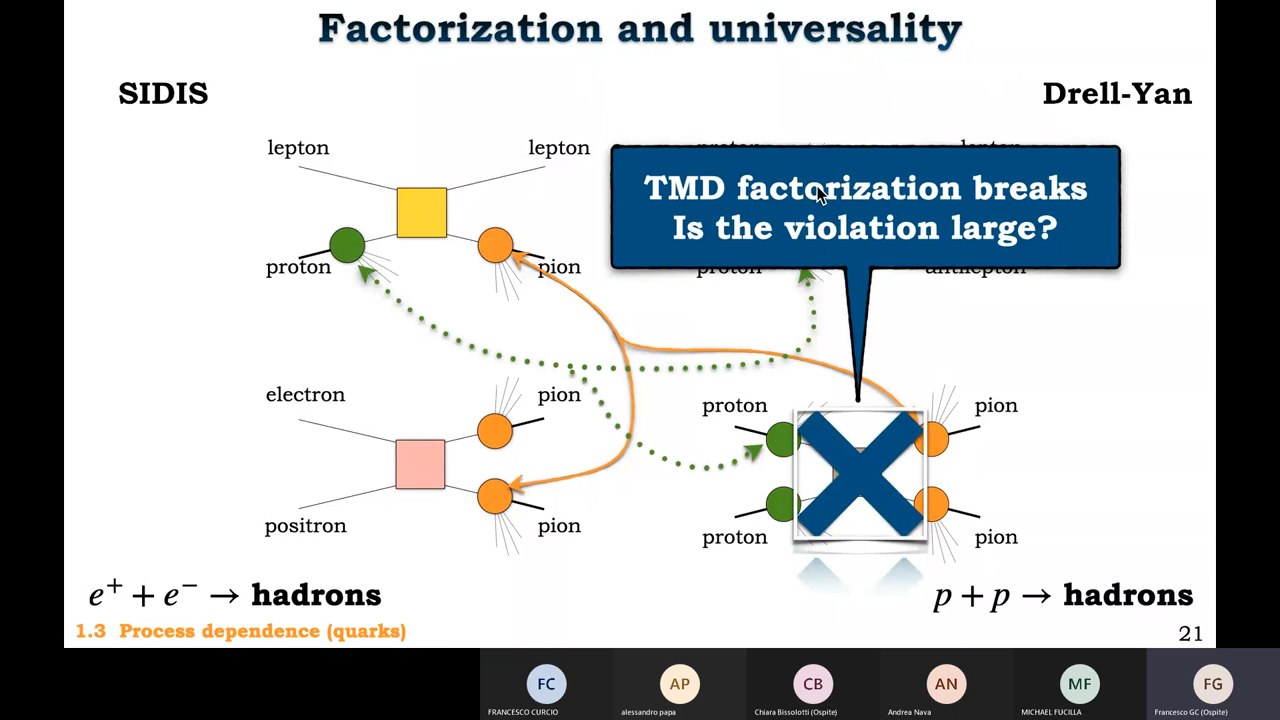 Factorization and universality
SIDIS
Drell-Yan
lepton
lepton
TMD factorization breaks
Is the violation large?
proton
pion
proton
antilepton
electron
pion
proton
pion
positron
pion
proton
pion
e⁺ + e⁻ → hadrons
p + p → hadrons
1.3 Process dependence (quarks)
21
FC
AP
CB
AN
MF
FG
FRANCESCO CURCIO
alessandro papa
Chiara Bissolotti (Ospite)
Andrea Nava
MICHAEL FUCILLA
Francesco GC (Ospite)